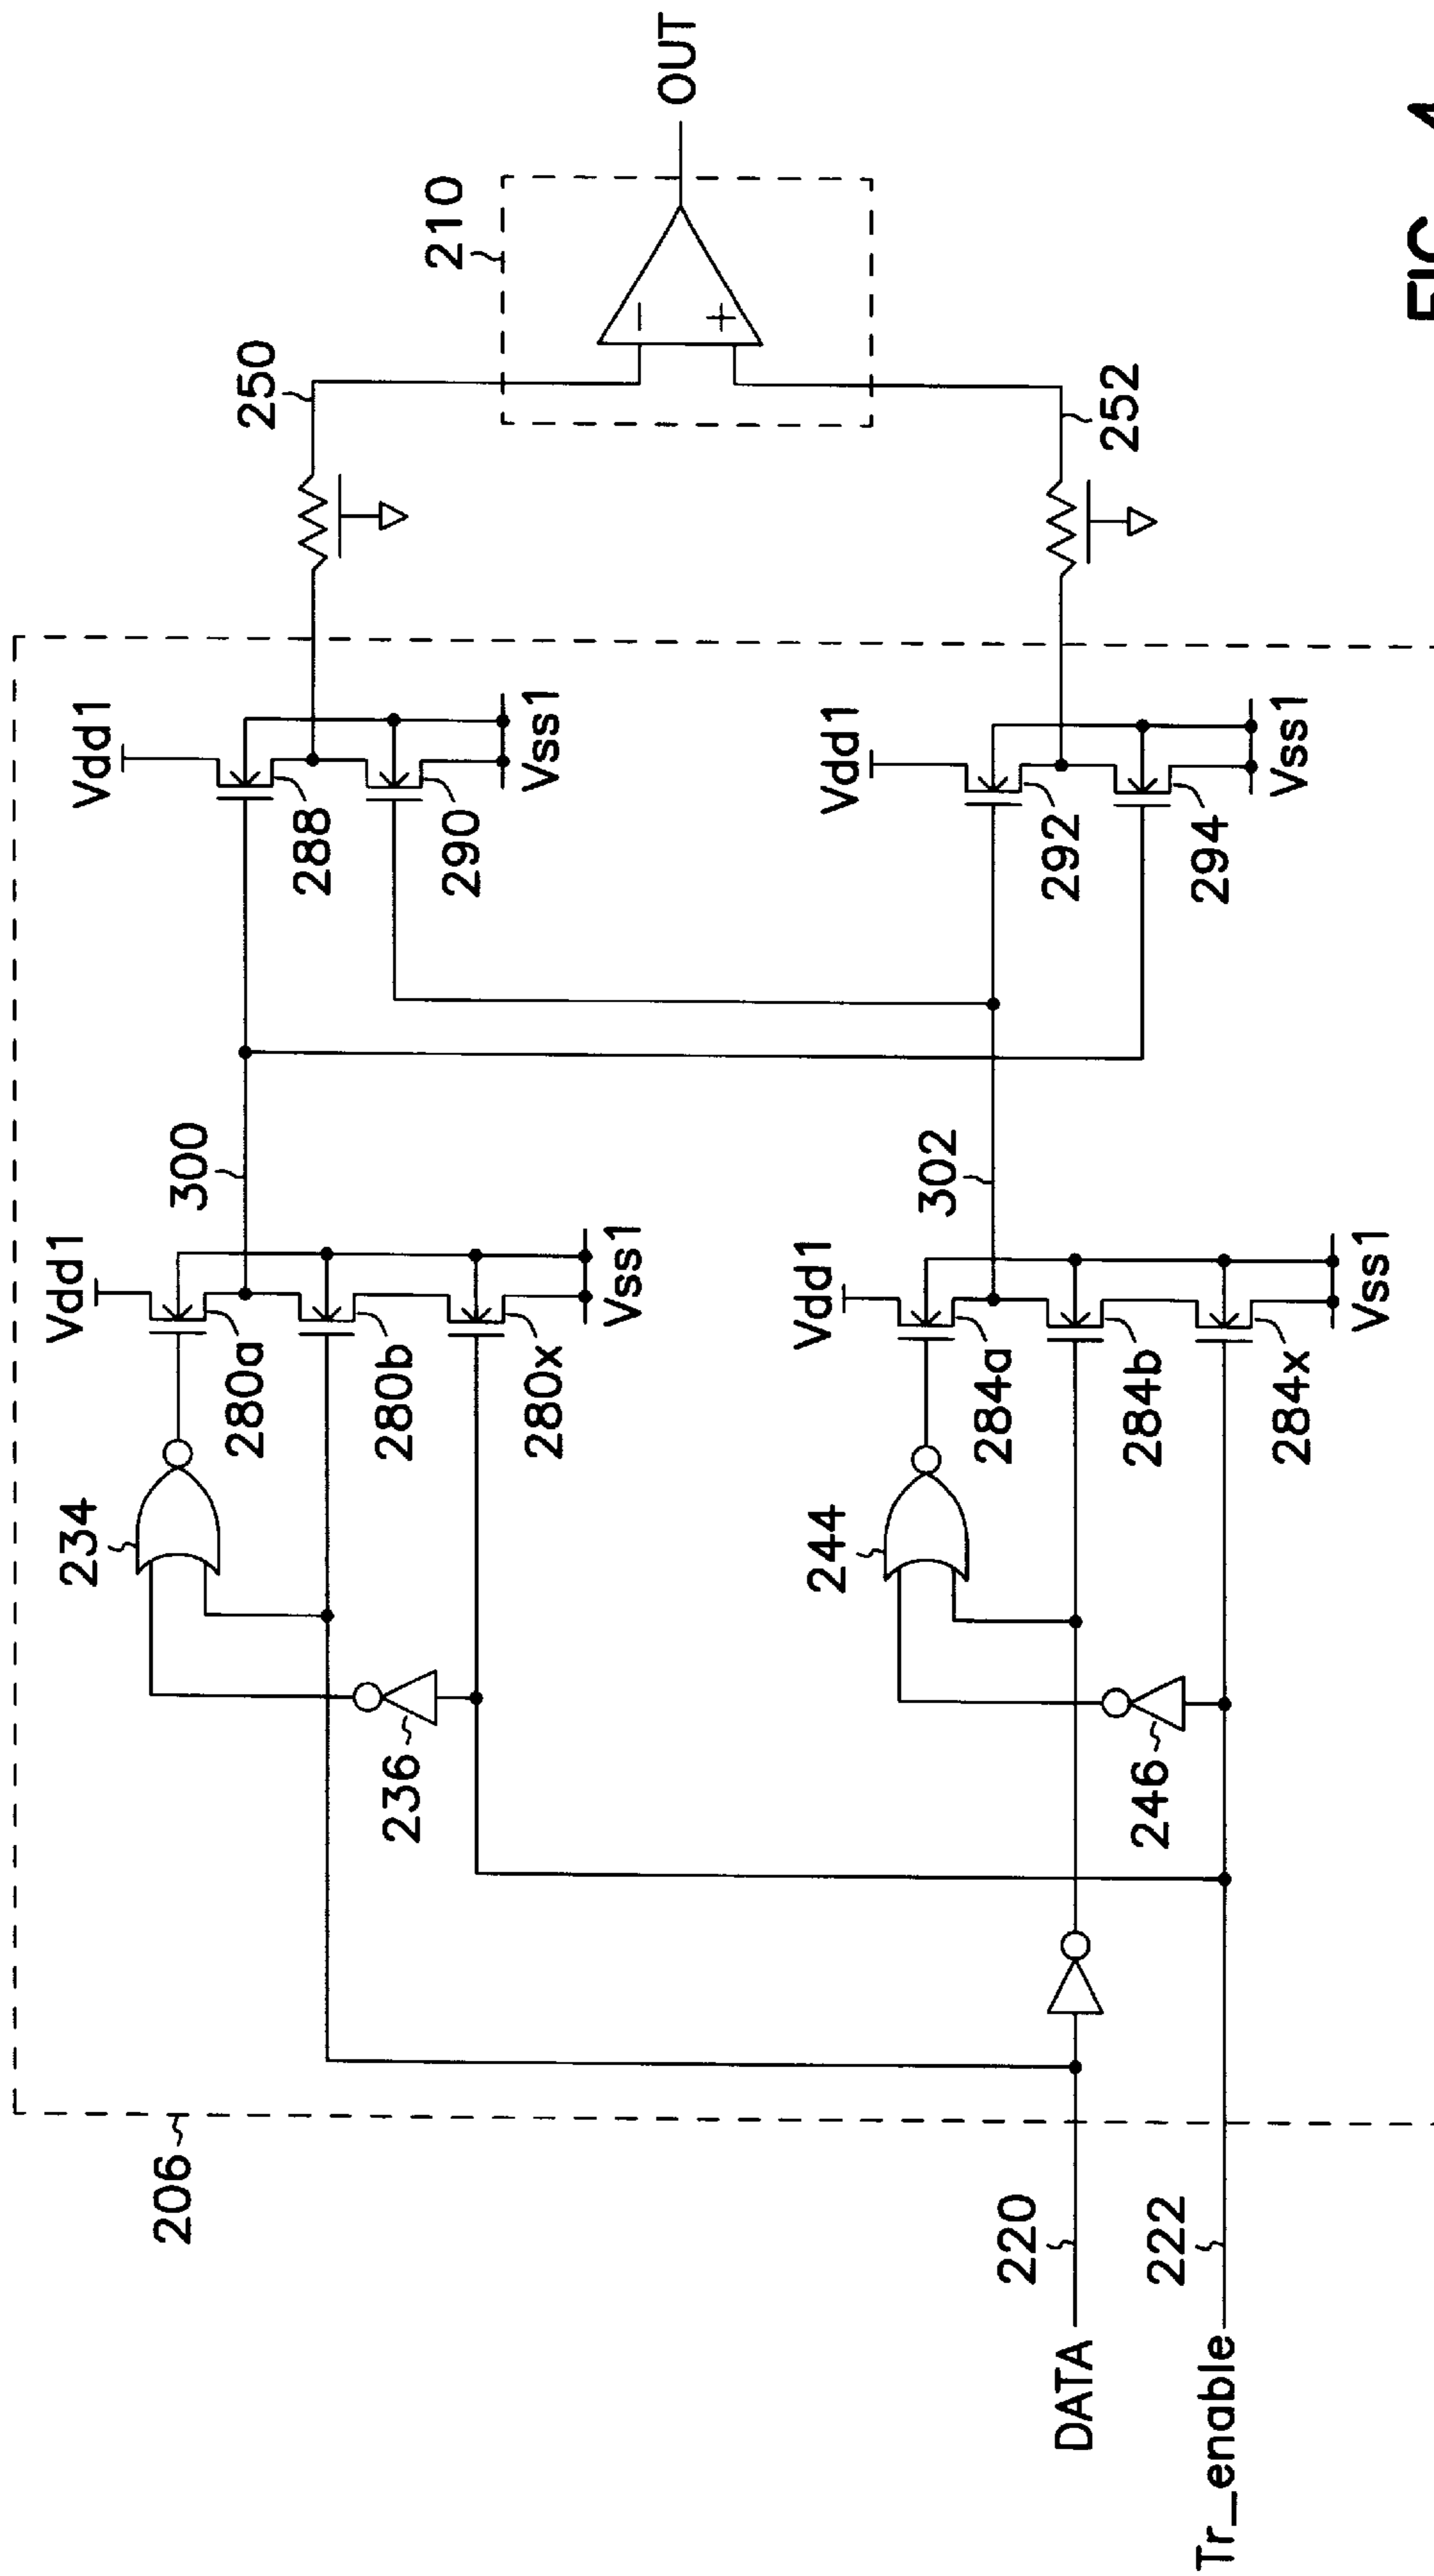 206
Vdd1
Vdd1
234
300
250
210
280a
288
OUT
280b
290
236
280x
Vss1
Vss1
Vdd1
Vdd1
244
302
284a
292
252
220
284b
294
DATA
246
222
284x
Vss1
Vss1
Tr_enable